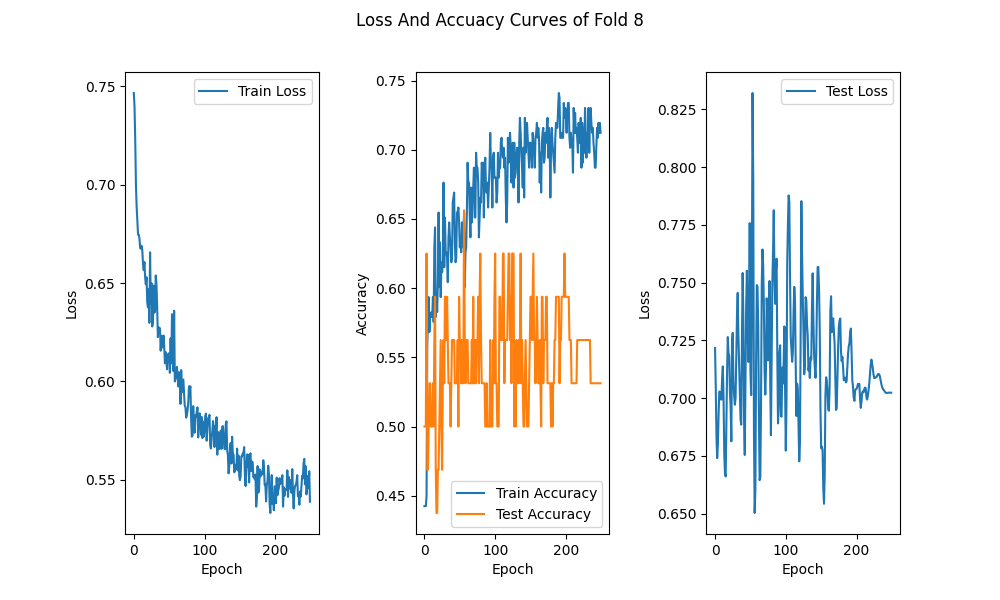 Loss And Accuacy Curves of Fold 8
Train Loss
0.75
0.70
0.65
0.60
0.55
Loss
0
100
200
Epoch
0.75
0.70
0.65
0.60
0.55
0.50
0.45
Accuracy
Train Accuracy
Test Accuracy
0
100
200
Epoch
Test Loss
0.825
0.800
0.775
0.750
0.725
0.700
0.675
0.650
Loss
0
100
200
Epoch